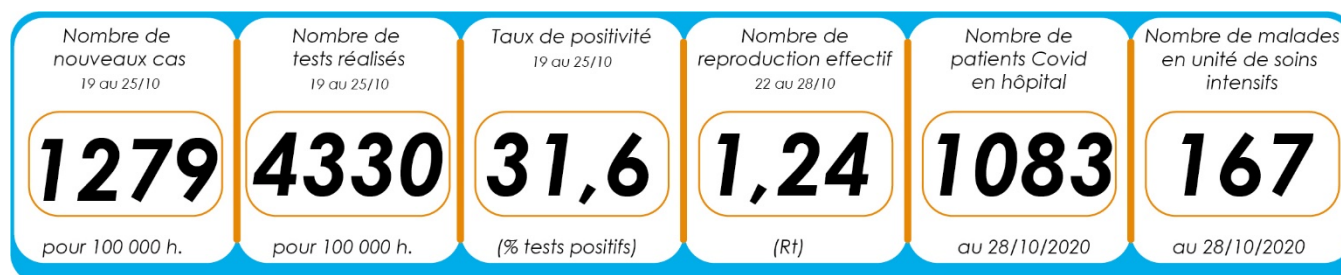 Nombre de
nouveaux cas
19 au 25/10
1279
pour 100 000 h.
Nombre de
tests réalisés
19 au 25/10
4330
pour 100 000 h.
Taux de positivité
19 au 25/10
31,6
(% tests positifs)
Nombre de
reproduction effectif
22 au 28/10
1,24
(Rt)
Nombre de
patients Covid
en hôpital
1083
au 28/10/2020
Nombre de malades
en unité de soins
intensifs
167
au 28/10/2020